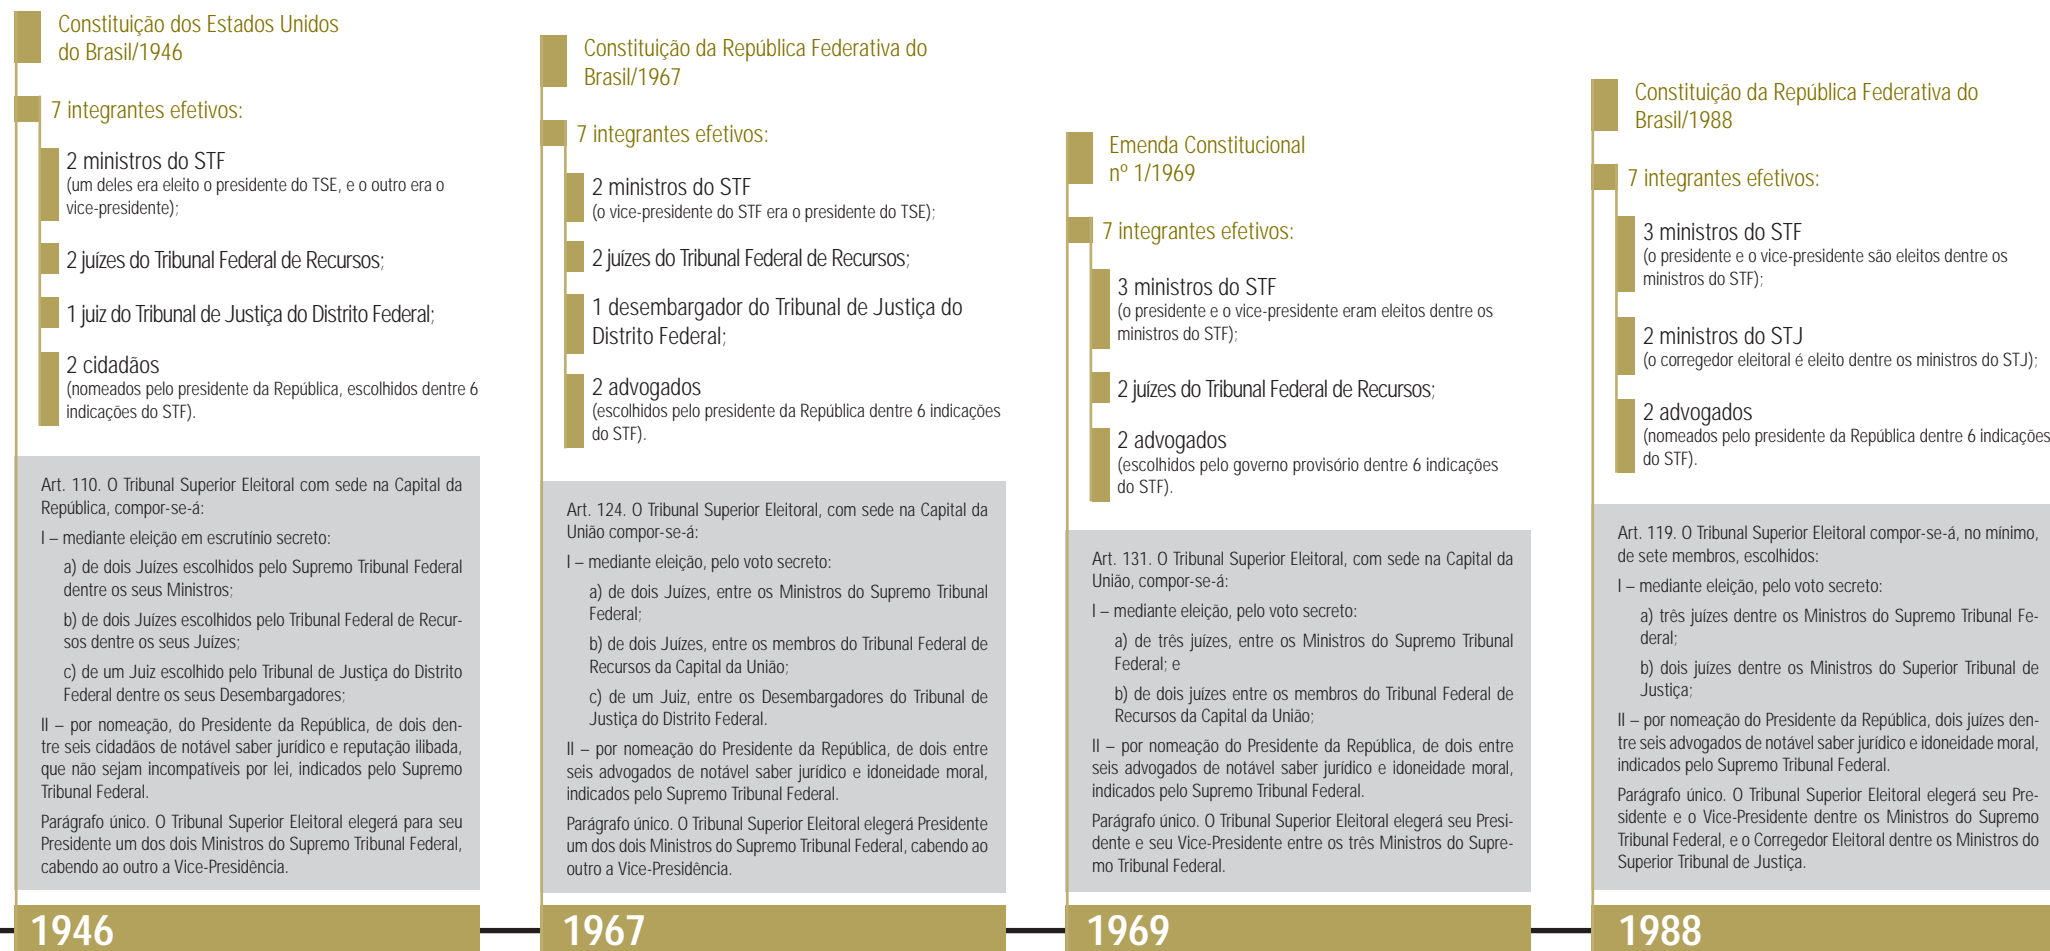 Constituição dos Estados Unidos
do Brasil/1946
7 integrantes efetivos:
2 ministros do STF
(um deles era eleito o presidente do TSE, e o outro era o
vice-presidente);
2 juízes do Tribunal Federal de Recursos;
1 juiz do Tribunal de Justiça do Distrito Federal;
2 cidadãos
(nomeados pelo presidente da República, escolhidos dentre 6
indicações do STF).
Art. 110. O Tribunal Superior Eleitoral com sede na Capital da
República, compor-se-á:
I – mediante eleição em escrutínio secreto:
a) de dois Juízes escolhidos pelo Supremo Tribunal Federal
dentre os seus Ministros;
b) de dois Juízes escolhidos pelo Tribunal Federal de Recur-
sos dentre os seus Juízes;
c) de um Juiz escolhido pelo Tribunal de Justiça do Distrito
Federal dentre os seus Desembargadores;
II – por nomeação, do Presidente da República, de dois den-
tre seis cidadãos de notável saber jurídico e reputação ilibada,
que não sejam incompatíveis por lei, indicados pelo Supremo
Tribunal Federal.
Parágrafo único. O Tribunal Superior Eleitoral elegerá para seu
Presidente um dos dois Ministros do Supremo Tribunal Federal,
cabendo ao outro a Vice-Presidência.
1946
Constituição da República Federativa do
Brasil/1967
7 integrantes efetivos:
2 ministros do STF
(o vice-presidente do STF era o presidente do TSE);
2 juízes do Tribunal Federal de Recursos;
1 desembargador do Tribunal de Justiça do
Distrito Federal;
2 advogados
(escolhidos pelo presidente da República dentre 6 indicações
do STF).
Art. 124. O Tribunal Superior Eleitoral, com sede na Capital da
União compor-se-á:
I – mediante eleição, pelo voto secreto:
a) de dois Juízes, entre os Ministros do Supremo Tribunal
Federal;
b) de dois Juízes, entre os membros do Tribunal Federal de
Recursos da Capital da União;
c) de um Juiz, entre os Desembargadores do Tribunal de
Justiça do Distrito Federal.
II – por nomeação do Presidente da República, de dois entre
seis advogados de notável saber jurídico e idoneidade moral,
indicados pelo Supremo Tribunal Federal.
Parágrafo único. O Tribunal Superior Eleitoral elegerá Presidente
um dos dois Ministros do Supremo Tribunal Federal, cabendo ao
outro a Vice-Presidência.
1967
Emenda Constitucional
nº 1/1969
7 integrantes efetivos:
3 ministros do STF
(o presidente e o vice-presidente eram eleitos dentre os
ministros do STF);
2 juízes do Tribunal Federal de Recursos;
2 advogados
(escolhidos pelo governo provisório dentre 6 indicações
do STF).
Art. 131. O Tribunal Superior Eleitoral, com sede na Capital da
União, compor-se-á:
I – mediante eleição, pelo voto secreto:
a) de três juízes, entre os Ministros do Supremo Tribunal
Federal; e
b) de dois juízes entre os membros do Tribunal Federal de
Recursos da Capital da União;
II – por nomeação do Presidente da República, de dois entre
seis advogados de notável saber jurídico e idoneidade moral,
indicados pelo Supremo Tribunal Federal.
Parágrafo único. O Tribunal Superior Eleitoral elegerá seu Presi-
dente e seu Vice-Presidente entre os três Ministros do Supre-
mo Tribunal Federal.
1969
Constituição da República Federativa do
Brasil/1988
7 integrantes efetivos:
3 ministros do STF
(o presidente e o vice-presidente são eleitos dentre os
ministros do STF);
2 ministros do STJ
(o corregedor eleitoral é eleito dentre os ministros do STJ);
2 advogados
(nomeados pelo presidente da República dentre 6 indicações
do STF).
Art. 119. O Tribunal Superior Eleitoral compor-se-á, no mínimo,
de sete membros, escolhidos:
I – mediante eleição, pelo voto secreto:
a) três juízes dentre os Ministros do Supremo Tribunal Fe-
deral;
b) dois juízes dentre os Ministros do Superior Tribunal de
Justiça;
II – por nomeação do Presidente da República, dois juízes den-
tre seis advogados de notável saber jurídico e idoneidade moral,
indicados pelo Supremo Tribunal Federal.
Parágrafo único. O Tribunal Superior Eleitoral elegerá seu Pre-
sidente e o Vice-Presidente dentre os Ministros do Supremo
Tribunal Federal, e o Corregedor Eleitoral dentre os Ministros do
Superior Tribunal de Justiça.
1988